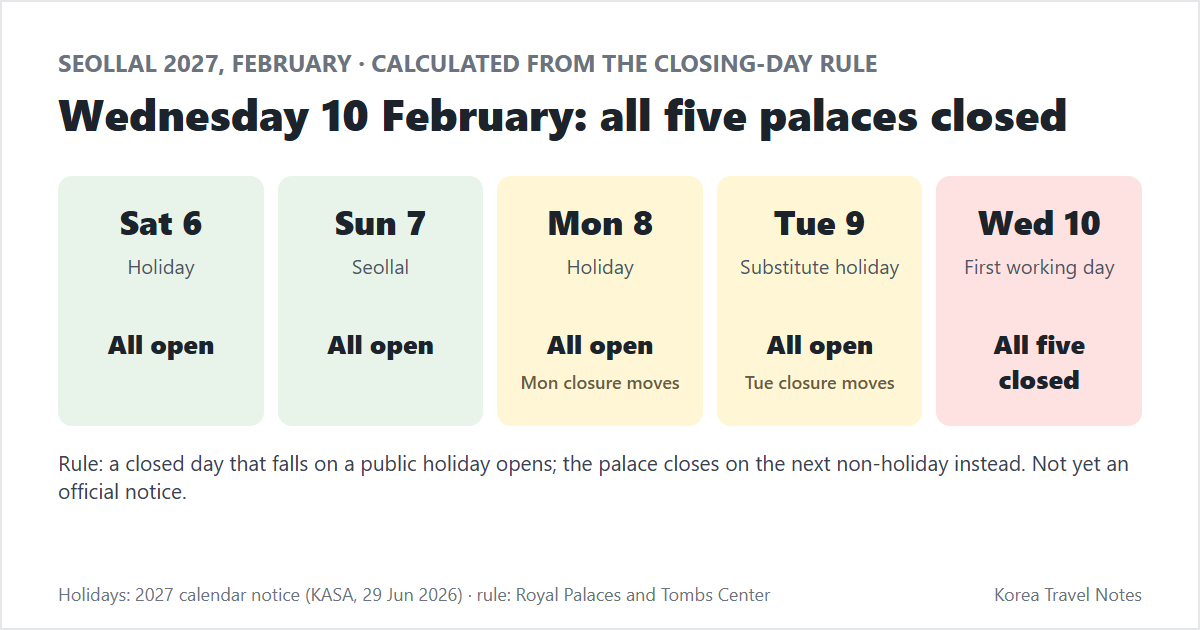 SEOLLAL 2027, FEBRUARY · CALCULATED FROM THE CLOSING-DAY RULE
Wednesday 10 February: all five palaces closed
Sat 6
Holiday
All open
Sun 7
Seollal
All open
Mon 8
Holiday
All open
Mon closure moves
Tue 9
Substitute holiday
All open
Tue closure moves
Wed 10
First working day
All five
closed
Rule: a closed day that falls on a public holiday opens; the palace closes on the next non-holiday instead. Not yet an
official notice.
Holidays: 2027 calendar notice (KASA, 29 Jun 2026) · rule: Royal Palaces and Tombs Center
Korea Travel Notes